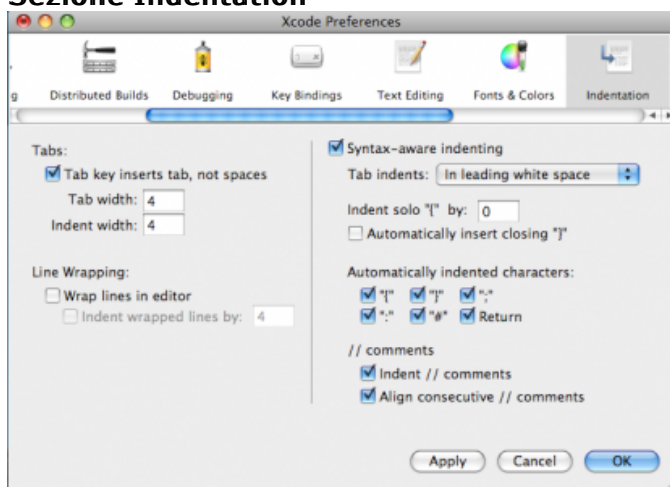 Sezione Indentation
Xcode Preferences
g Distributed Builds Debugging Key Bindings Text Editing Fonts & Colors Indentation
Tabs:
Tab key inserts tab, not spaces
Tab width: 4
Indent width: 4
Line Wrapping:
Wrap lines in editor
Indent wrapped lines by: 4
Syntax-aware indenting
Tab indents: In leading white space
Indent solo "{" by: 0
Automatically insert closing "}"
Automatically indented characters:
"{" "}" ";"
":" "#" Return
// comments
Indent // comments
Align consecutive // comments
Apply Cancel OK